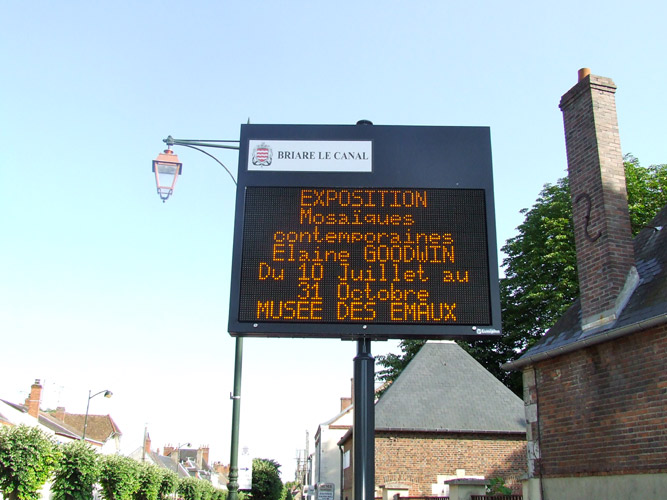 BRIARE LE CANAL
EXPOSITION
Mosaïques
contemporaines
Elaine GOODWIN
Du 10 Juillet au
31 Octobre
MUSEE DES EMAUX